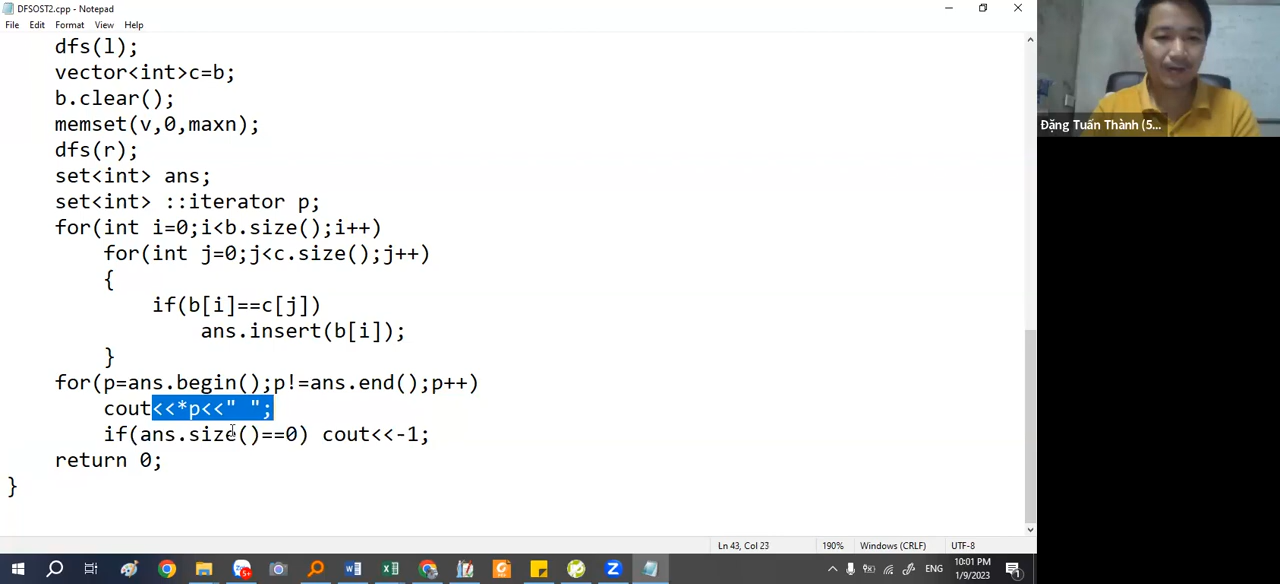 DFSOST2.cpp - Notepad
File Edit Format View Help
dfs(l);
vector<int>c=b;
b.clear();
memset(v,0,maxn);
dfs(r);
set<int> ans;
set<int> ::iterator p;
for(int i=0;i<b.size();i++)
for(int j=0;j<c.size();j++)
{
if(b[i]==c[j])
ans.insert(b[i]);
}
for(p=ans.begin();p!=ans.end();p++)
cout<<*p<<" ";
if(ans.size()==0) cout<<-1;
return 0;
}
Đặng Tuấn Thành (5...
Ln 43, Col 23
190%
Windows (CRLF)
UTF-8
5+
ENG
10:01 PM
1/9/2023
1